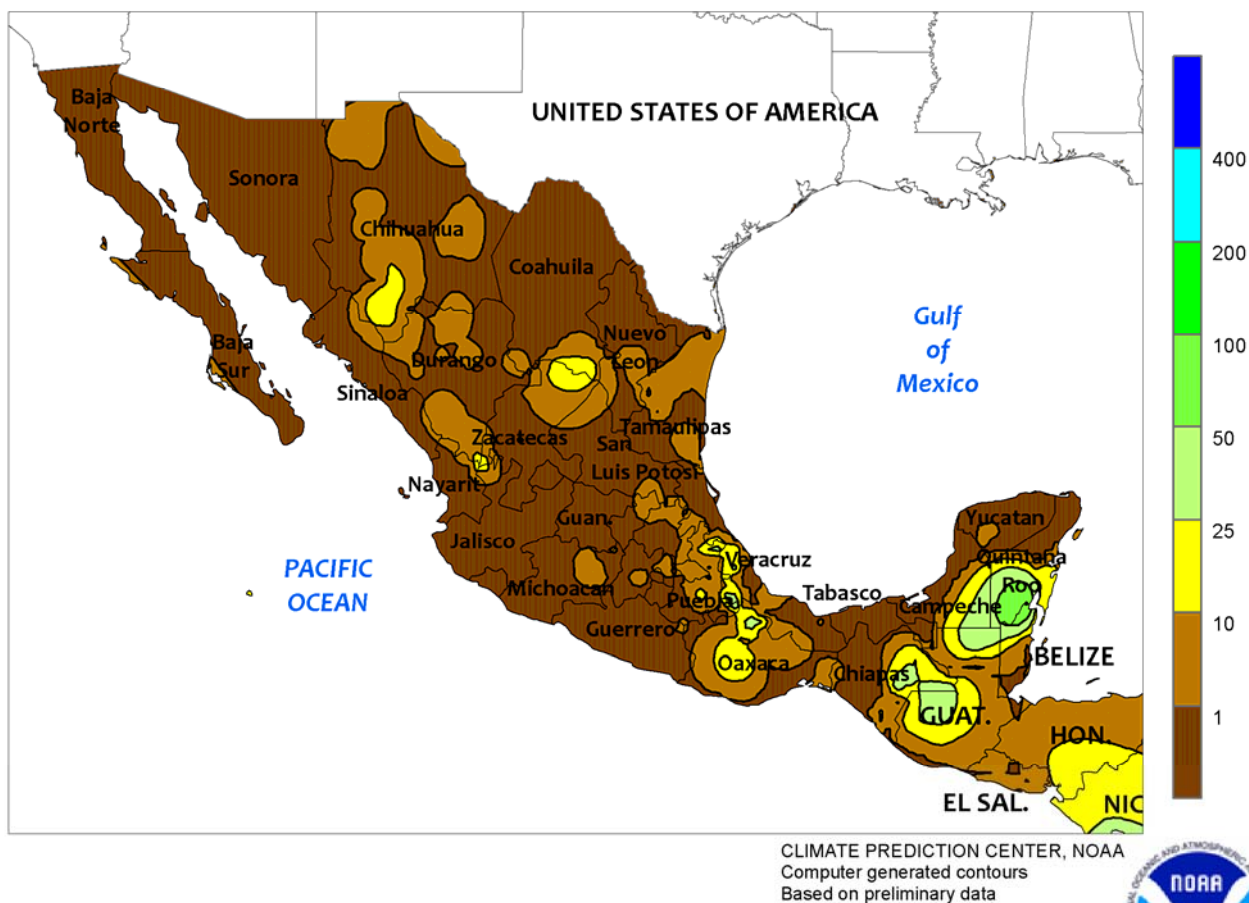 UNITED STATES OF AMERICA
Baja
Norte
Sonora
Chihuahua
Coahuila
Nuevo
Leon
Baja
Sur
Durango
Sinaloa
Zacatecas
San
Luis Potosi
Tamaulipas
Nayarit
Guan.
Jalisco
Michoacan
Veracruz
Puebla
Guerrero
Oaxaca
Tabasco
Chiapas
Campeche
Yucatan
Quintana
Roo
BELIZE
GUAT.
HON.
EL SAL.
NIC
Gulf
of
Mexico
PACIFIC
OCEAN
400
200
100
50
25
10
1
CLIMATE PREDICTION CENTER, NOAA
Computer generated contours
Based on preliminary data
NOAA